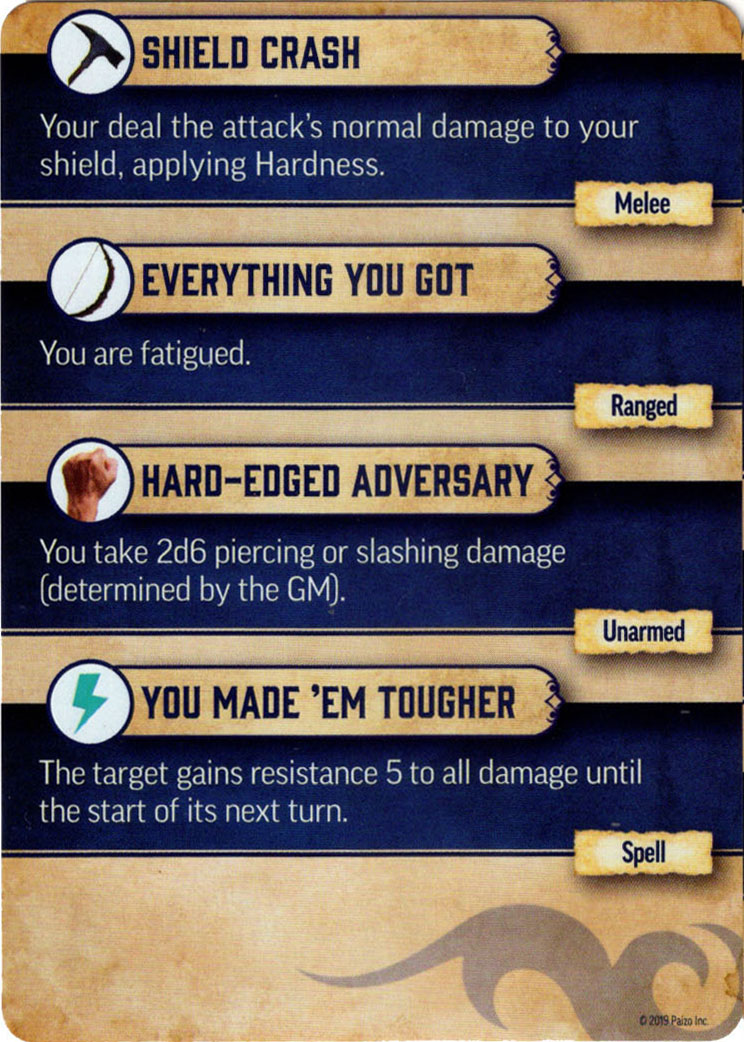 SHIELD CRASH
Your deal the attack's normal damage to your
shield, applying Hardness.
Melee
EVERYTHING YOU GOT
You are fatigued.
Ranged
HARD-EDGED ADVERSARY
You take 2d6 piercing or slashing damage
(determined by the GM).
Unarmed
YOU MADE 'EM TOUGHER
The target gains resistance 5 to all damage until
the start of its next turn.
Spell
© 2019 Paizo Inc.